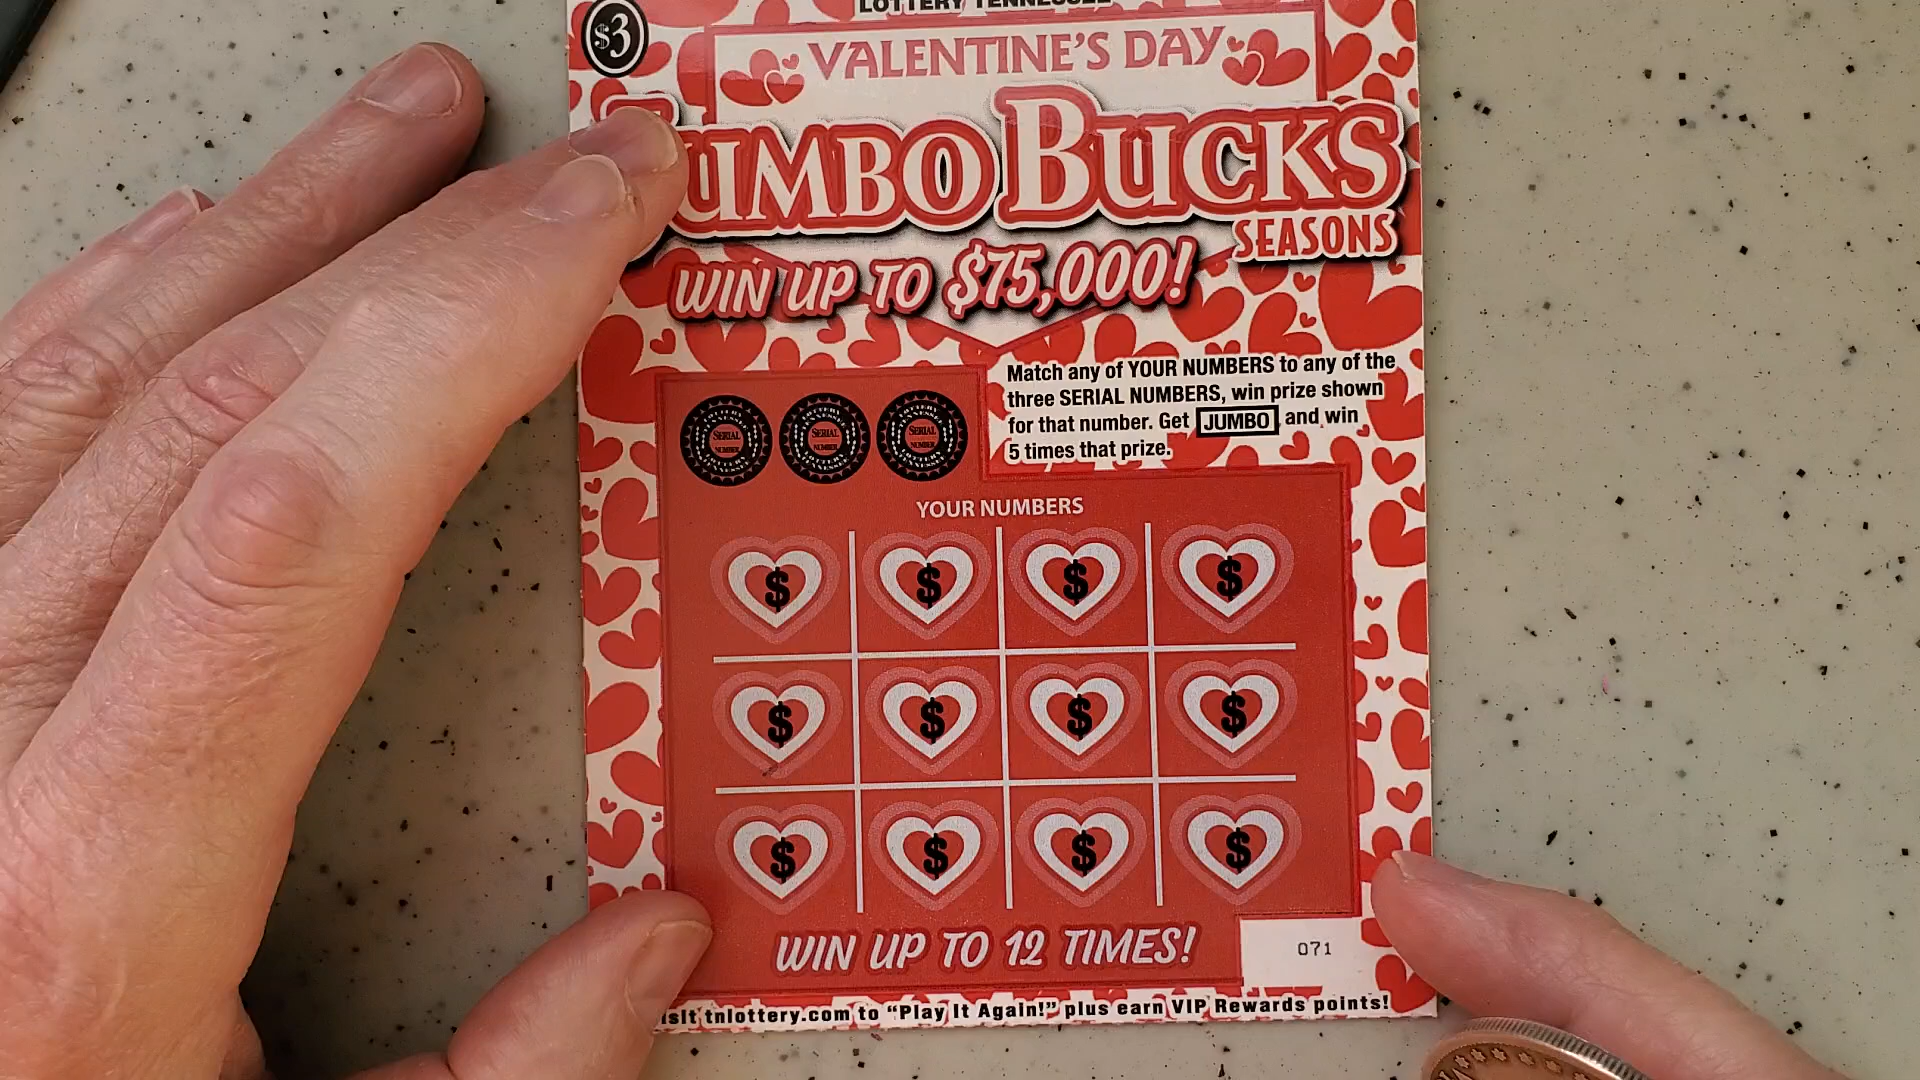 LOTTERY TENNESSEE
$3
VALENTINE'S DAY
JUMBO BUCKS
SEASONS
WIN UP TO $75,000!
Match any of YOUR NUMBERS to any of the
three SERIAL NUMBERS, win prize shown
for that number. Get JUMBO and win
5 times that prize.
SERIAL NUMBER
SERIAL NUMBER
SERIAL NUMBER
YOUR NUMBERS
$ $ $ $
$ $ $ $
$ $ $ $
WIN UP TO 12 TIMES!
071
isit tnlottery.com to “Play It Again!” plus earn VIP Rewards points!